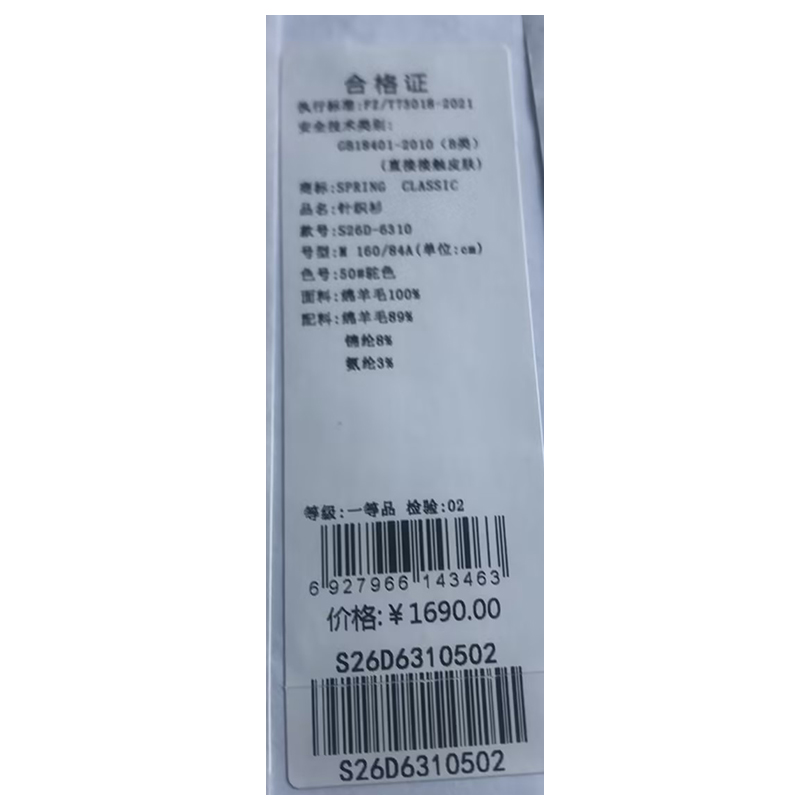 合格证
执行标准:FZ/T73018-2021
安全技术类别:
GB18401-2010(B类)
(直接接触皮肤)
商标:SPRING CLASSIC
品名:针织衫
款号:S26D-6310
号型:M 160/84A(单位:cm)
色号:50#驼色
面料:绵羊毛100%
配料:绵羊毛89%
锦纶8%
氨纶3%
等级:一等品 检验:02
6 927966 143463
价格:¥1690.00
S26D6310502
S26D6310502